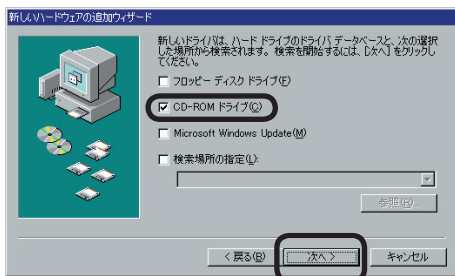 新しいハードウェアの追加ウィザード
新しいドライバは、ハード ドライブのドライバ データベースと、次の選択
した場所から検索されます。検索を開始するには、[次へ] をクリックし
てください。
フロッピー ディスク ドライブ(F)
CD-ROM ドライブ(C)
Microsoft Windows Update(M)
検索場所の指定(L):
参照(R)...
< 戻る(B)
次へ >
キャンセル